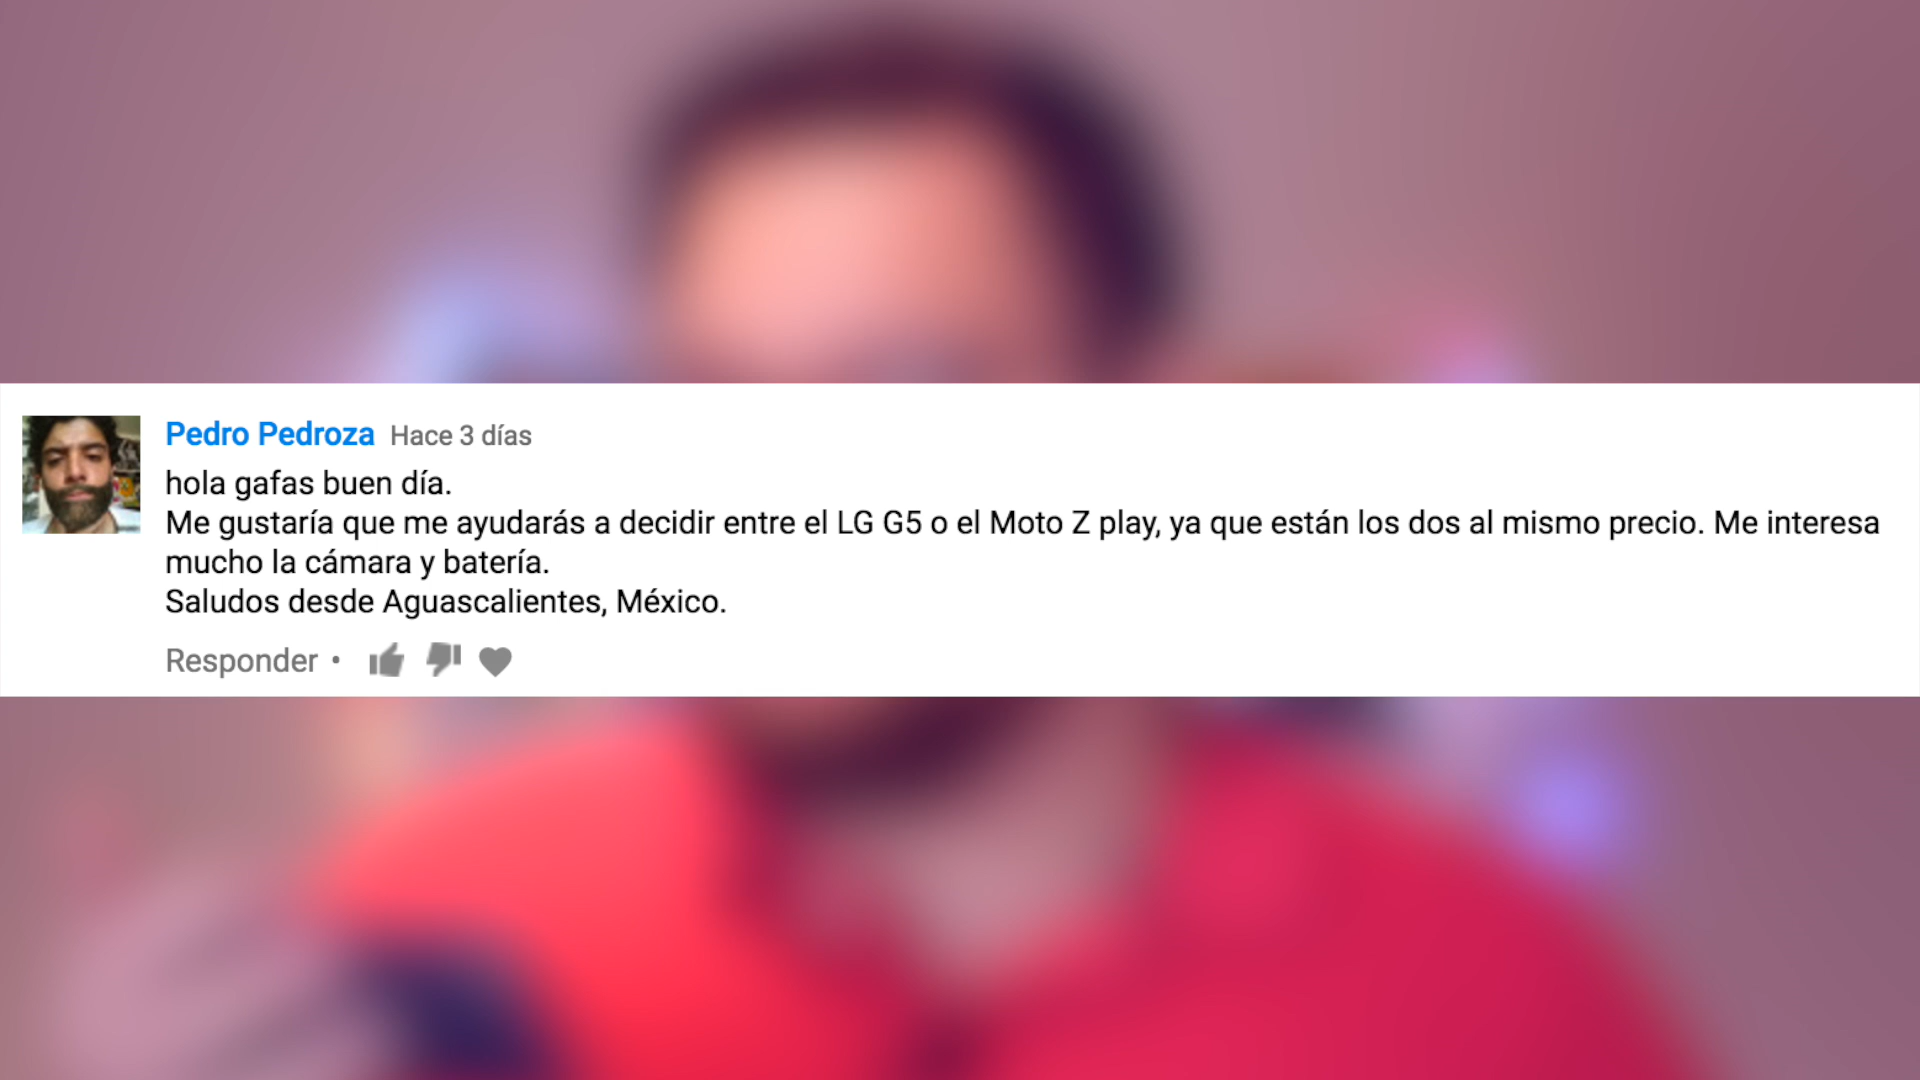 Pedro Pedroza Hace 3 días
hola gafas buen día.
Me gustaría que me ayudarás a decidir entre el LG G5 o el Moto Z play, ya que están los dos al mismo precio. Me interesa
mucho la cámara y batería.
Saludos desde Aguascalientes, México.
Responder •